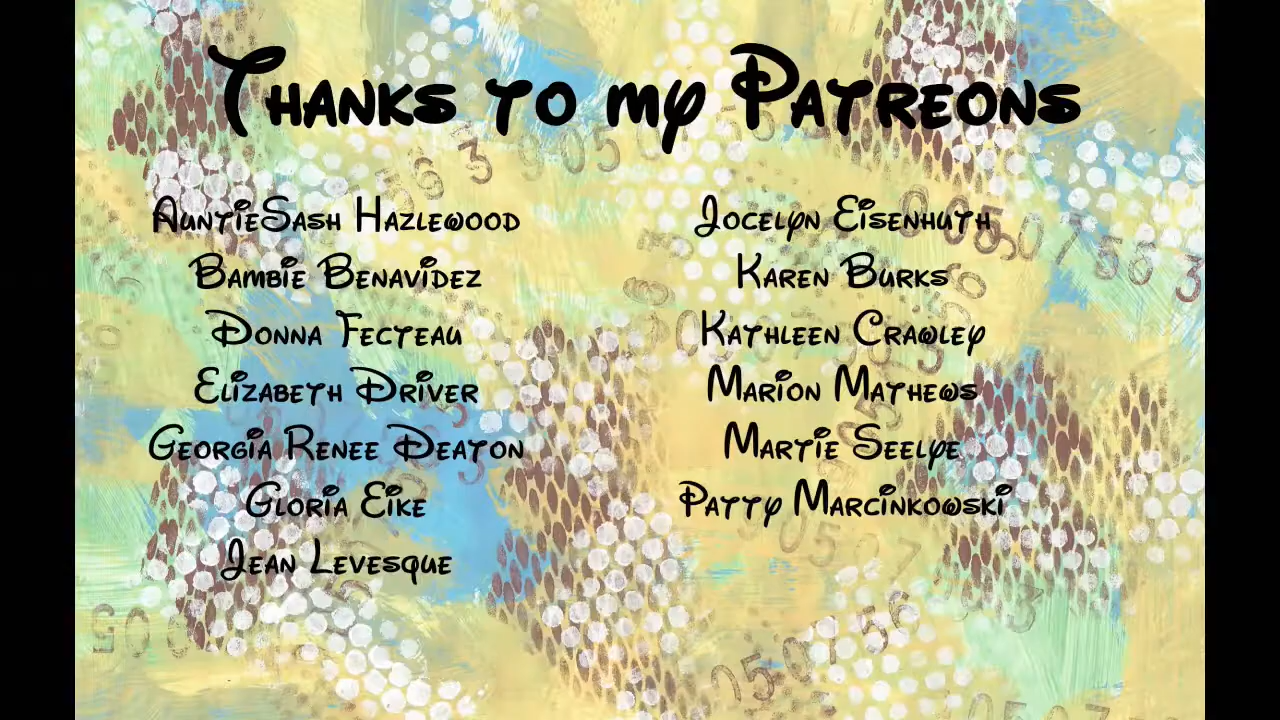 Thanks to my Patreons
AuntieSash Hazlewood
Bambie Benavidez
Donna Fecteau
Elizabeth Driver
Georgia Renee Deaton
Gloria Eike
Jean Levesque
Jocelyn Eisenhuth
Karen Burks
Kathleen Crawley
Marion Mathews
Martie Seelye
Patty Marcinkowski